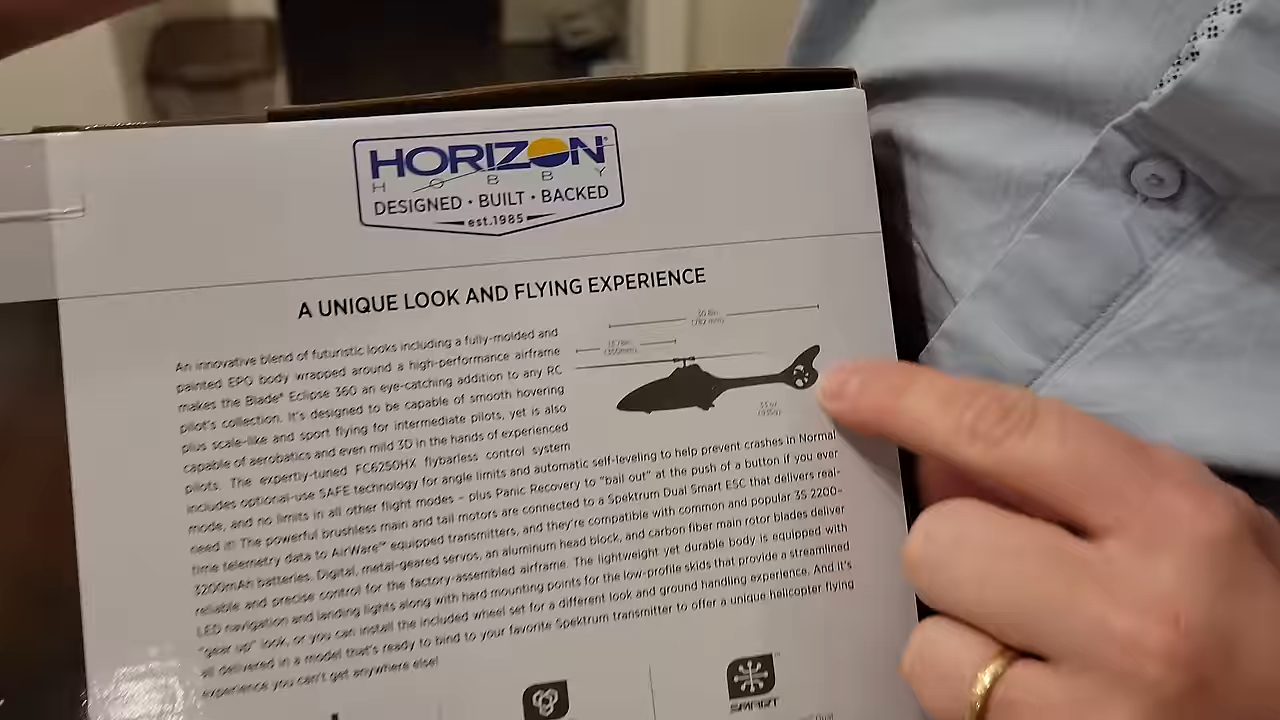 HORIZON®
HOBBY
DESIGNED · BUILT · BACKED
est.1985
A UNIQUE LOOK AND FLYING EXPERIENCE
An innovative blend of futuristic looks including a fully-molded and
painted EPO body wrapped around a high-performance airframe
makes the Blade® Eclipse 360 an eye-catching addition to any RC
pilot's collection. It's designed to be capable of smooth hovering
plus scale-like and sport flying for intermediate pilots, yet is also
capable of aerobatics and even mild 3D in the hands of experienced
pilots. The expertly-tuned FC6250HX flybarless control system
includes optional-use SAFE technology for angle limits and automatic self-leveling to help prevent crashes in Normal
mode, and no limits in all other flight modes – plus Panic Recovery to "bail out" at the push of a button if you ever
need it! The powerful brushless main and tail motors are connected to a Spektrum Dual Smart ESC that delivers real-
time telemetry data to AirWare™ equipped transmitters, and they're compatible with common and popular 3S 2200-
3200mAh batteries. Digital, metal-geared servos, an aluminum head block, and carbon fiber main rotor blades deliver
reliable and precise control for the factory-assembled airframe. The lightweight yet durable body is equipped with
LED navigation and landing lights along with hard mounting points for the low-profile skids that provide a streamlined
"gear up" look, or you can install the included wheel set for a different look and ground handling experience. And it's
all delivered in a model that's ready to bind to your favorite Spektrum transmitter to offer a unique helicopter flying
experience you can't get anywhere else!
(782 mm)
(350mm)
SMART™
Dual